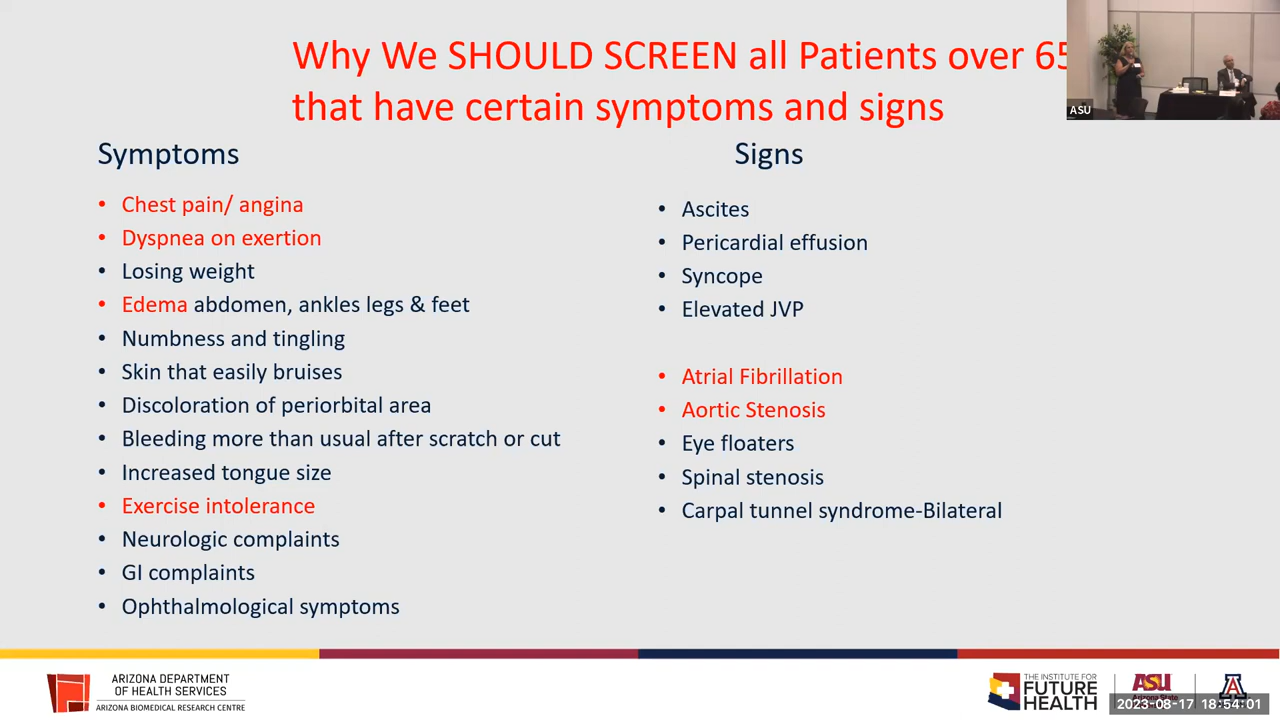 Why We SHOULD SCREEN all Patients over 65
that have certain symptoms and signs
ASU
Symptoms
• Chest pain/ angina
• Dyspnea on exertion
• Losing weight
• Edema abdomen, ankles legs & feet
• Numbness and tingling
• Skin that easily bruises
• Discoloration of periorbital area
• Bleeding more than usual after scratch or cut
• Increased tongue size
• Exercise intolerance
• Neurologic complaints
• GI complaints
• Ophthalmological symptoms
Signs
• Ascites
• Pericardial effusion
• Syncope
• Elevated JVP
• Atrial Fibrillation
• Aortic Stenosis
• Eye floaters
• Spinal stenosis
• Carpal tunnel syndrome-Bilateral
ARIZONA DEPARTMENT
OF HEALTH SERVICES
ARIZONA BIOMEDICAL RESEARCH CENTRE
THE INSTITUTE FOR
FUTURE
HEALTH
ASU
A
2023-08-17 18:54:01